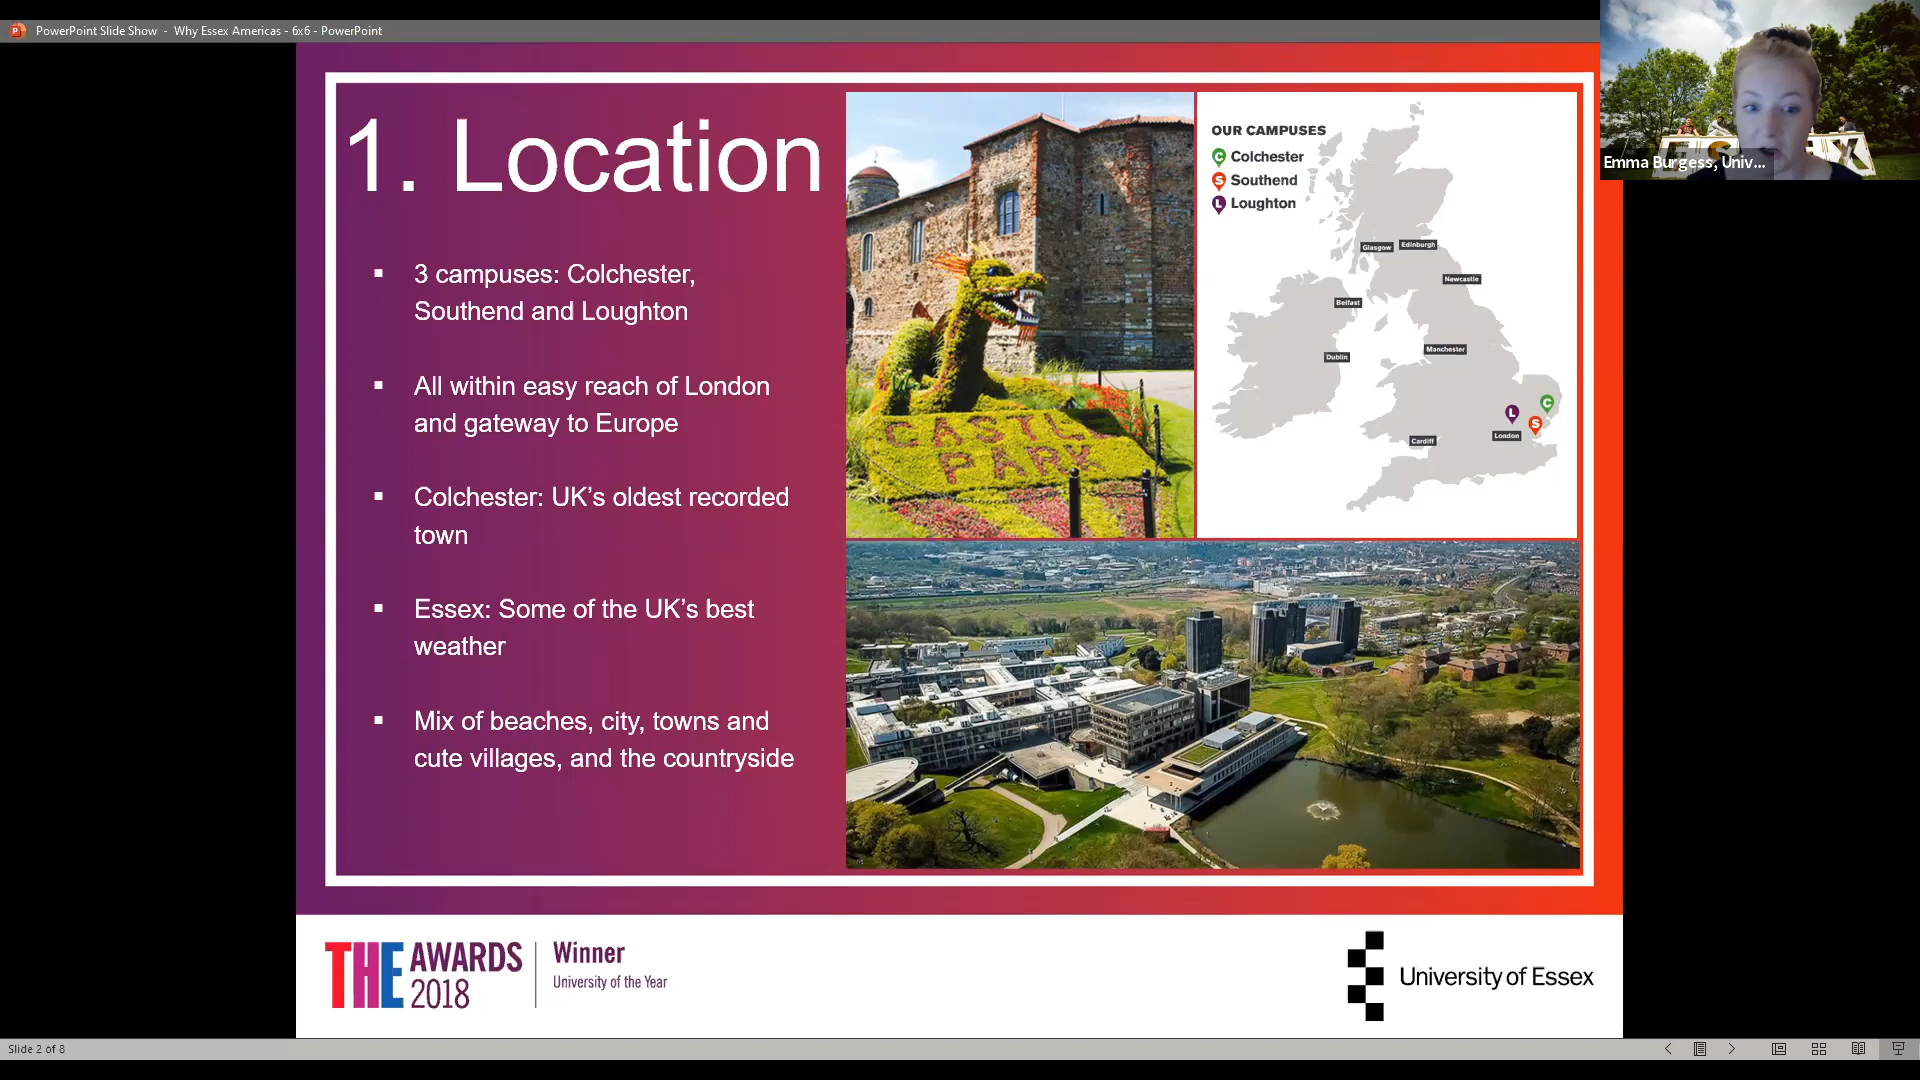 PowerPoint Slide Show - Why Essex Americas - 6x6 - PowerPoint
Emma Burgess, Univ...
1. Location
▪ 3 campuses: Colchester,
Southend and Loughton
▪ All within easy reach of London
and gateway to Europe
▪ Colchester: UK’s oldest recorded
town
▪ Essex: Some of the UK’s best
weather
▪ Mix of beaches, city, towns and
cute villages, and the countryside
CASTLE
PARK
OUR CAMPUSES
C Colchester
S Southend
L Loughton
Glasgow
Edinburgh
Newcastle
Belfast
Dublin
Manchester
L
C
S
London
Cardiff
THE AWARDS
2018
Winner
University of the Year
University of Essex
Slide 2 of 8